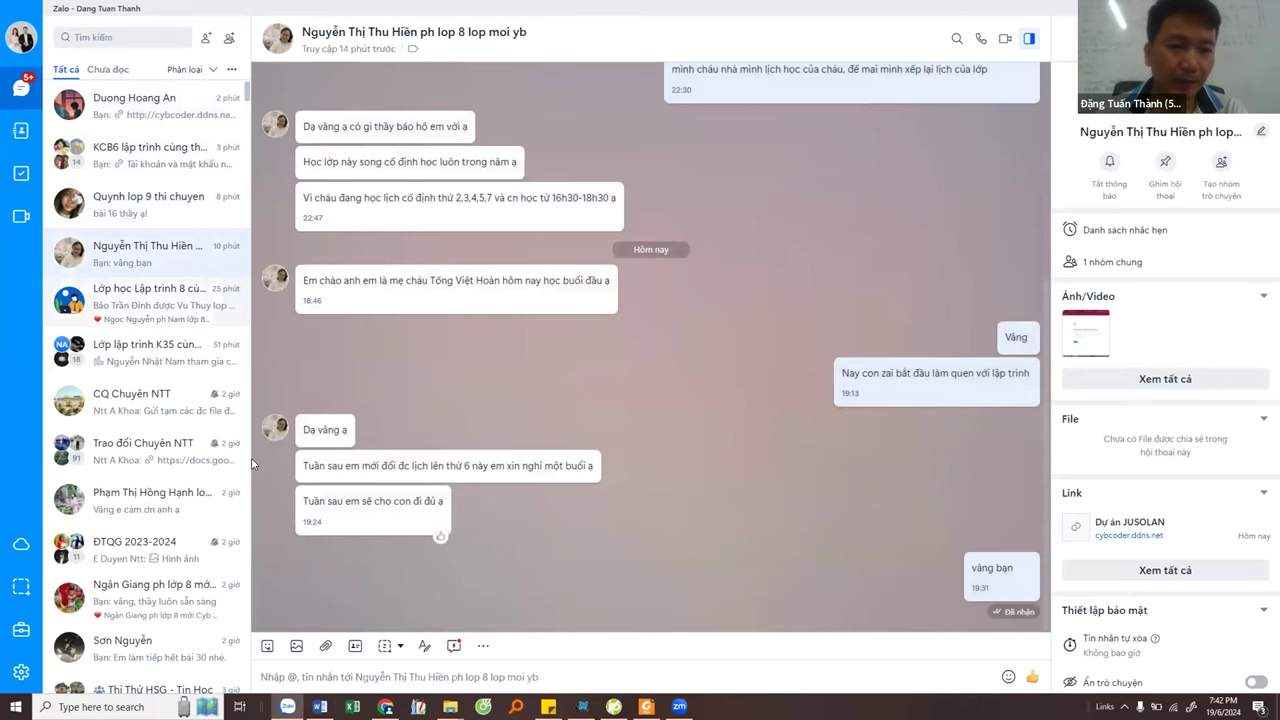 Zalo - Dang Tuan Thanh
Tìm kiếm
Tất cả
Chưa đọc
Phân loại
5+
Duong Hoang An
2 phút
Bạn: http://cybcoder.ddns.ne...
KCB6 lập trình cùng th...
3 phút
Bạn: Tài khoản và mật khẩu n...
14
Quynh lop 9 thi chuyen
8 phút
bài 16 thầy ạ!
Nguyễn Thị Thu Hiền ...
10 phút
Bạn: vâng bạn
Lớp học Lập trình 8 cù...
25 phút
Bảo Trần Đình được Vu Thuy lop ...
Ngọc Nguyễn ph Nam lớp 8...
Lớp lập trình K35 cùn...
51 phút
NA
18
Nguyễn Nhật Nam tham gia c...
CQ Chuyên NTT
2 giờ
Ntt A Khoa: Gửi tạm các đc file đ...
Trao đổi Chuyên NTT
2 giờ
91
Ntt A Khoa: https://docs.goo...
Phạm Thị Hồng Hạnh lo...
2 giờ
Vâng e cám ơn anh ạ
ĐTQG 2023-2024
2 giờ
11
E Duyen Ntt: Hình ảnh
Ngân Giang ph lớp 8 mớ...
2 giờ
Bạn: vâng, thầy luôn sẵn sàng
Ngân Giang ph lớp 8 mới Cyb ...
Sơn Nguyễn
2 giờ
Bạn: Em làm tiếp hết bài 30 nhé.
Thi Thử HSG - Tin Học
3 giờ
Nguyễn Thị Thu Hiền ph lop 8 lop moi yb
Truy cập 14 phút trước
mình cháu nhà mình lịch học của cháu, để mai mình xếp lại lịch của lớp
22:30
Dạ vâng ạ có gì thầy báo hộ em với ạ
Học lớp này song cố định học luôn trong năm ạ
Vì cháu đang học lịch cố định thứ 2,3,4,5,7 và cn học từ 16h30-18h30 ạ
22:47
Hôm nay
Em chào anh em là mẹ cháu Tống Việt Hoàn hôm nay học buổi đầu ạ
18:46
Vâng
Nay con zai bắt đầu làm quen với lập trình
19:13
Dạ vâng ạ
Tuần sau em mới đổi đc lịch lên thứ 6 này em xin nghỉ một buổi ạ
Tuần sau em sẽ cho con đi đủ ạ
19:24
vâng bạn
19:31
Đã nhận
Nhập @, tin nhắn tới Nguyễn Thị Thu Hiền ph lop 8 lop moi yb
Đặng Tuấn Thành (5...
Nguyễn Thị Thu Hiền ph lop...
Tắt thông báo
Ghim hội thoại
Tạo nhóm trò chuyện
Danh sách nhắc hẹn
1 nhóm chung
Ảnh/Video
Xem tất cả
File
Chưa có File được chia sẻ trong
hội thoại này
Link
Dự án JUSOLAN
cybcoder.ddns.net
Hôm nay
Xem tất cả
Thiết lập bảo mật
Tin nhắn tự xóa
Không bao giờ
Ẩn trò chuyện
Type here to search
Links
7:42 PM
19/6/2024